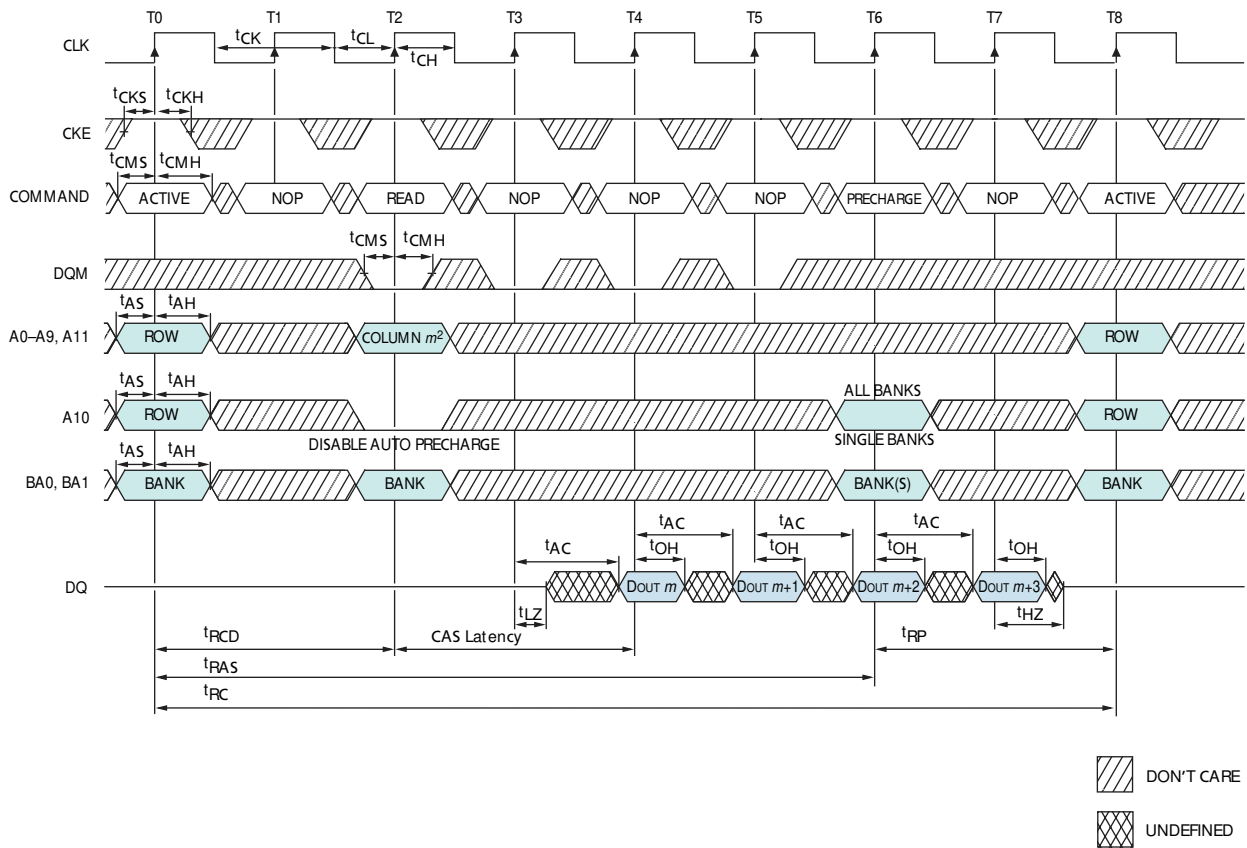 T0 T1 T2 T3 T4 T5 T6 T7 T8
CLK
tCK tCL
tCH
tCKS tCKH
CKE
tCMS tCMH
COMMAND ACTIVE NOP READ NOP NOP NOP PRECHARGE NOP ACTIVE
tCMS tCMH
DQM
tAS tAH
A0–A9, A11 ROW COLUMN m² ROW
tAS tAH
ALL BANKS
A10 ROW ROW
DISABLE AUTO PRECHARGE SINGLE BANKS
tAS tAH
BA0, BA1 BANK BANK BANK(S) BANK
tAC tAC tAC
tAC tOH tOH tOH tOH
DQ DOUT m DOUT m+1 DOUT m+2 DOUT m+3
tLZ tHZ
tRCD CAS Latency tRP
tRAS
tRC
DON'T CARE
UNDEFINED